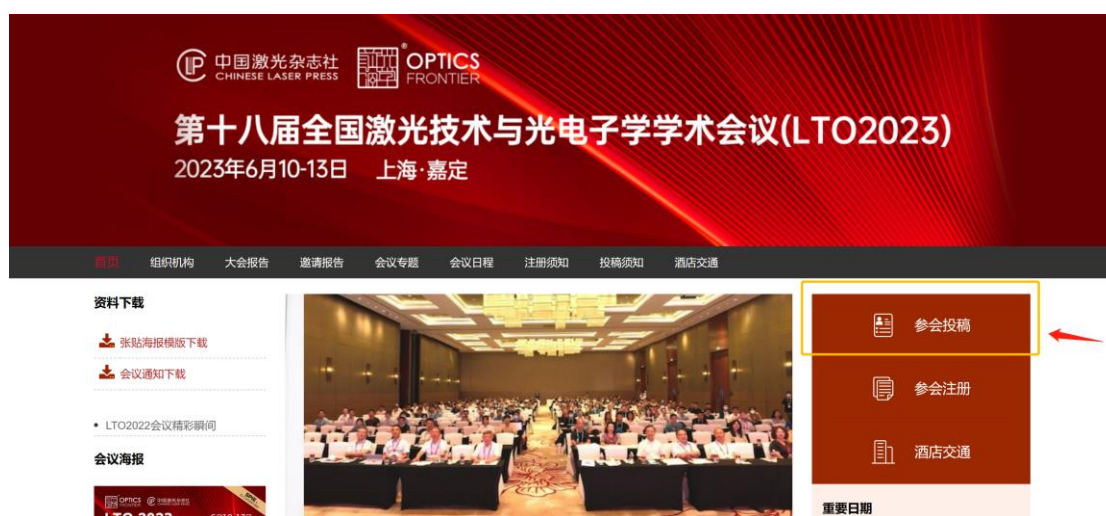 中国激光杂志社
CHINESE LASER PRESS
OPTICS
FRONTIER
第十八届全国激光技术与光电子学学术会议(LTO2023)
2023年6月10-13日 上海·嘉定
首页 组织机构 大会报告 邀请报告 会议专题 会议日程 注册须知 投稿须知 酒店交通
资料下载
张贴海报模版下载
会议通知下载
• LTO2022会议精彩瞬间
会议海报
OPTICS
LTO 2023
参会投稿
参会注册
酒店交通
重要日期